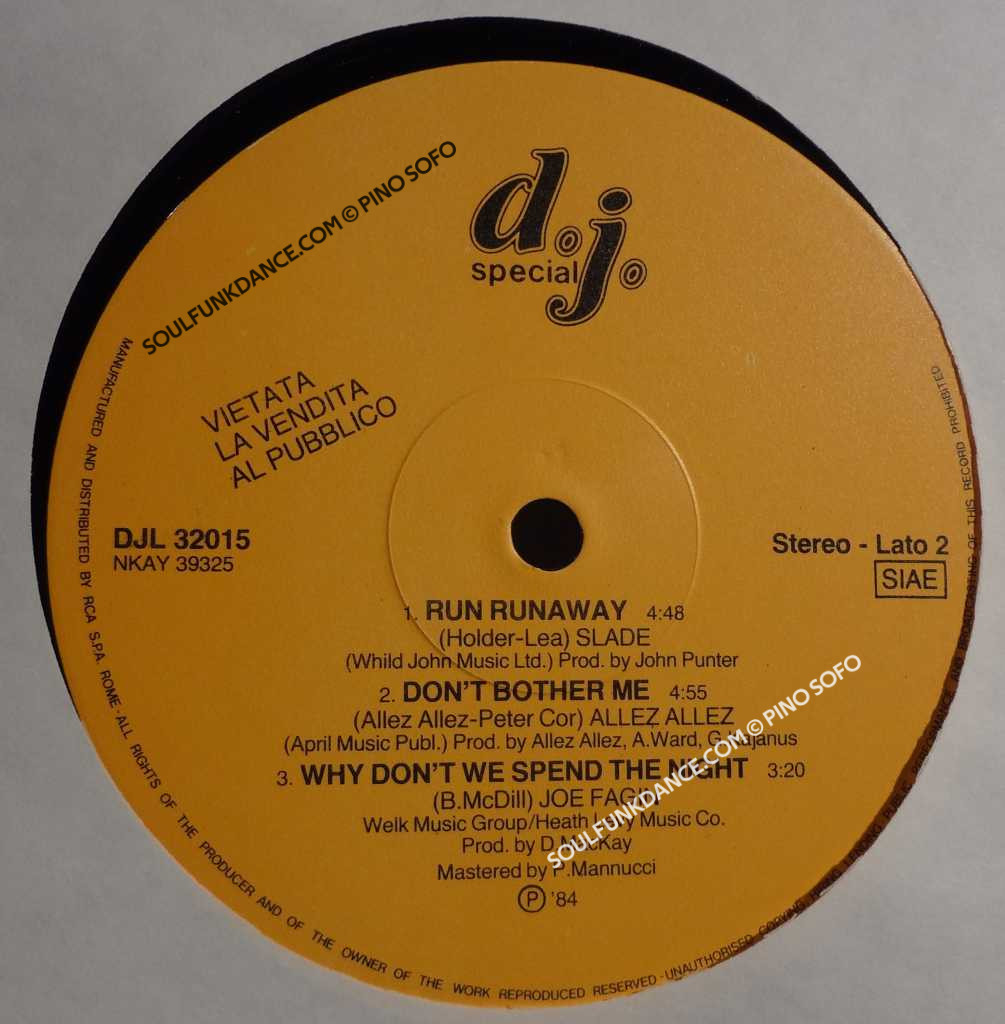 d.j.
special
SOULFUNKDANCE.COM © PINO SOFO
VIETATA
LA VENDITA
AL PUBBLICO
DJL 32015
NKAY 39325
Stereo - Lato 2
SIAE
1. RUN RUNAWAY 4:48
(Holder-Lea) SLADE
(Whild John Music Ltd.) Prod. by John Punter
2. DON'T BOTHER ME 4:55
(Allez Allez-Peter Cor) ALLEZ ALLEZ
(April Music Publ.) Prod. by Allez Allez, A.Ward,
3. WHY DON'T WE SPEND THE NIGHT 3:20
(B.McDill) JOE
Welk Music Group/Heath Music Co.
Prod. by
Mastered by P.Mannucci
Ⓟ '84
SOULFUNKDANCE.COM © PINO SOFO
MANUFACTURED AND DISTRIBUTED BY RCA S.P.A. ROME - ALL RIGHTS OF THE PRODUCER AND OF THE OWNER OF THE WORK REPRODUCED RESERVED - UNAUTHORISED COPYING OF THIS RECORD PROHIBITED